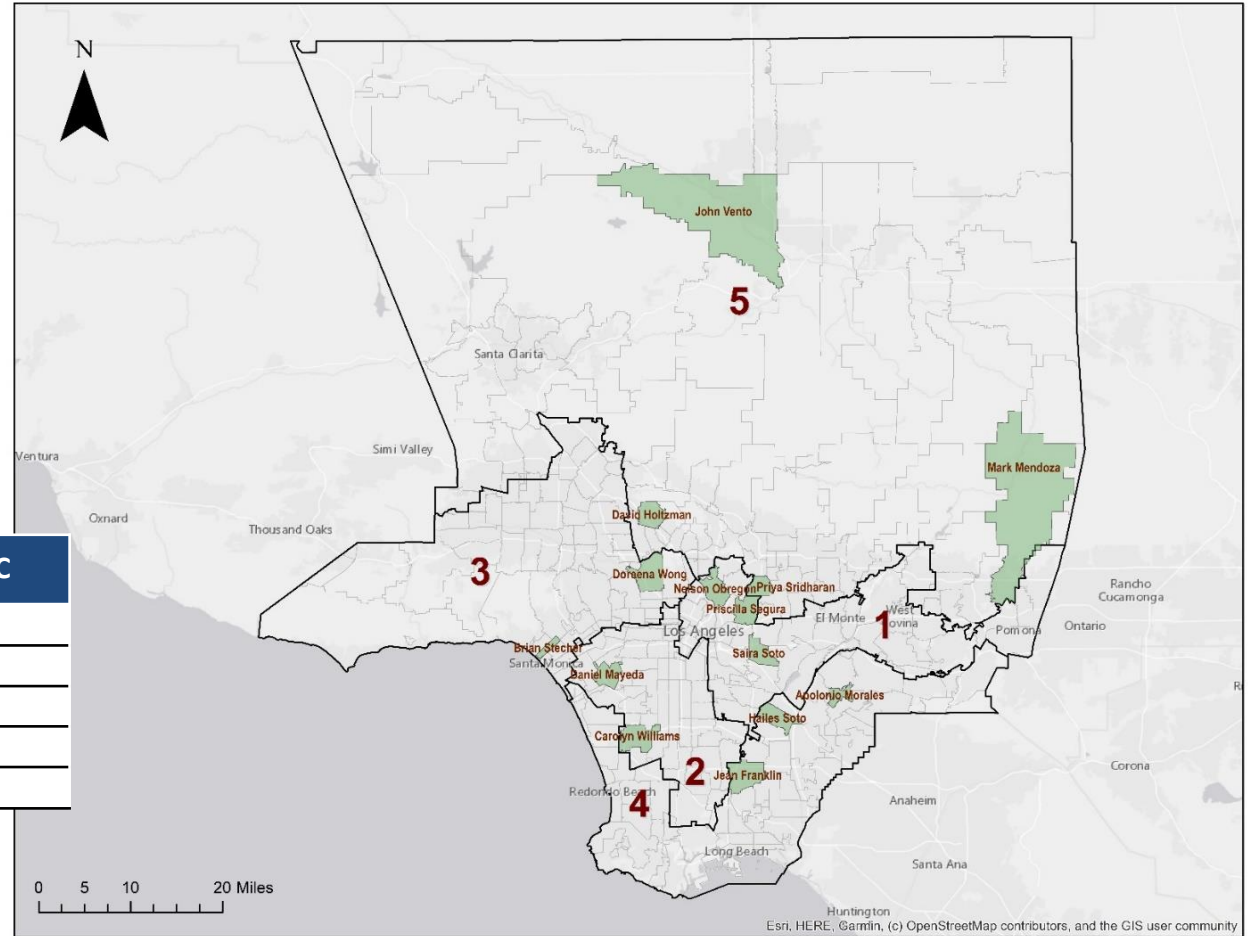 N
John Vento
5
Santa Clarita
Simi Valley
Ventura
Mark Mendoza
Oxnard
Thousand Oaks
David Holtzman
C
3
Doreena Wong
Nelson Obregon
Priya Sridharan
Priscilla Segura
Rancho
Cucamonga
El Monte
West
Covina
1
Los Angeles
Pomona
Ontario
Brian Stecher
Santa Monica
Saira Soto
Daniel Mayeda
Apolonio Morales
Hailes Soto
Carolyn Williams
2
Jean Franklin
Corona
Redondo Beach
4
Anaheim
Long Beach
Santa Ana
0 5 10 20 Miles
Huntington
Esri, HERE, Garmin, (c) OpenStreetMap contributors, and the GIS user community